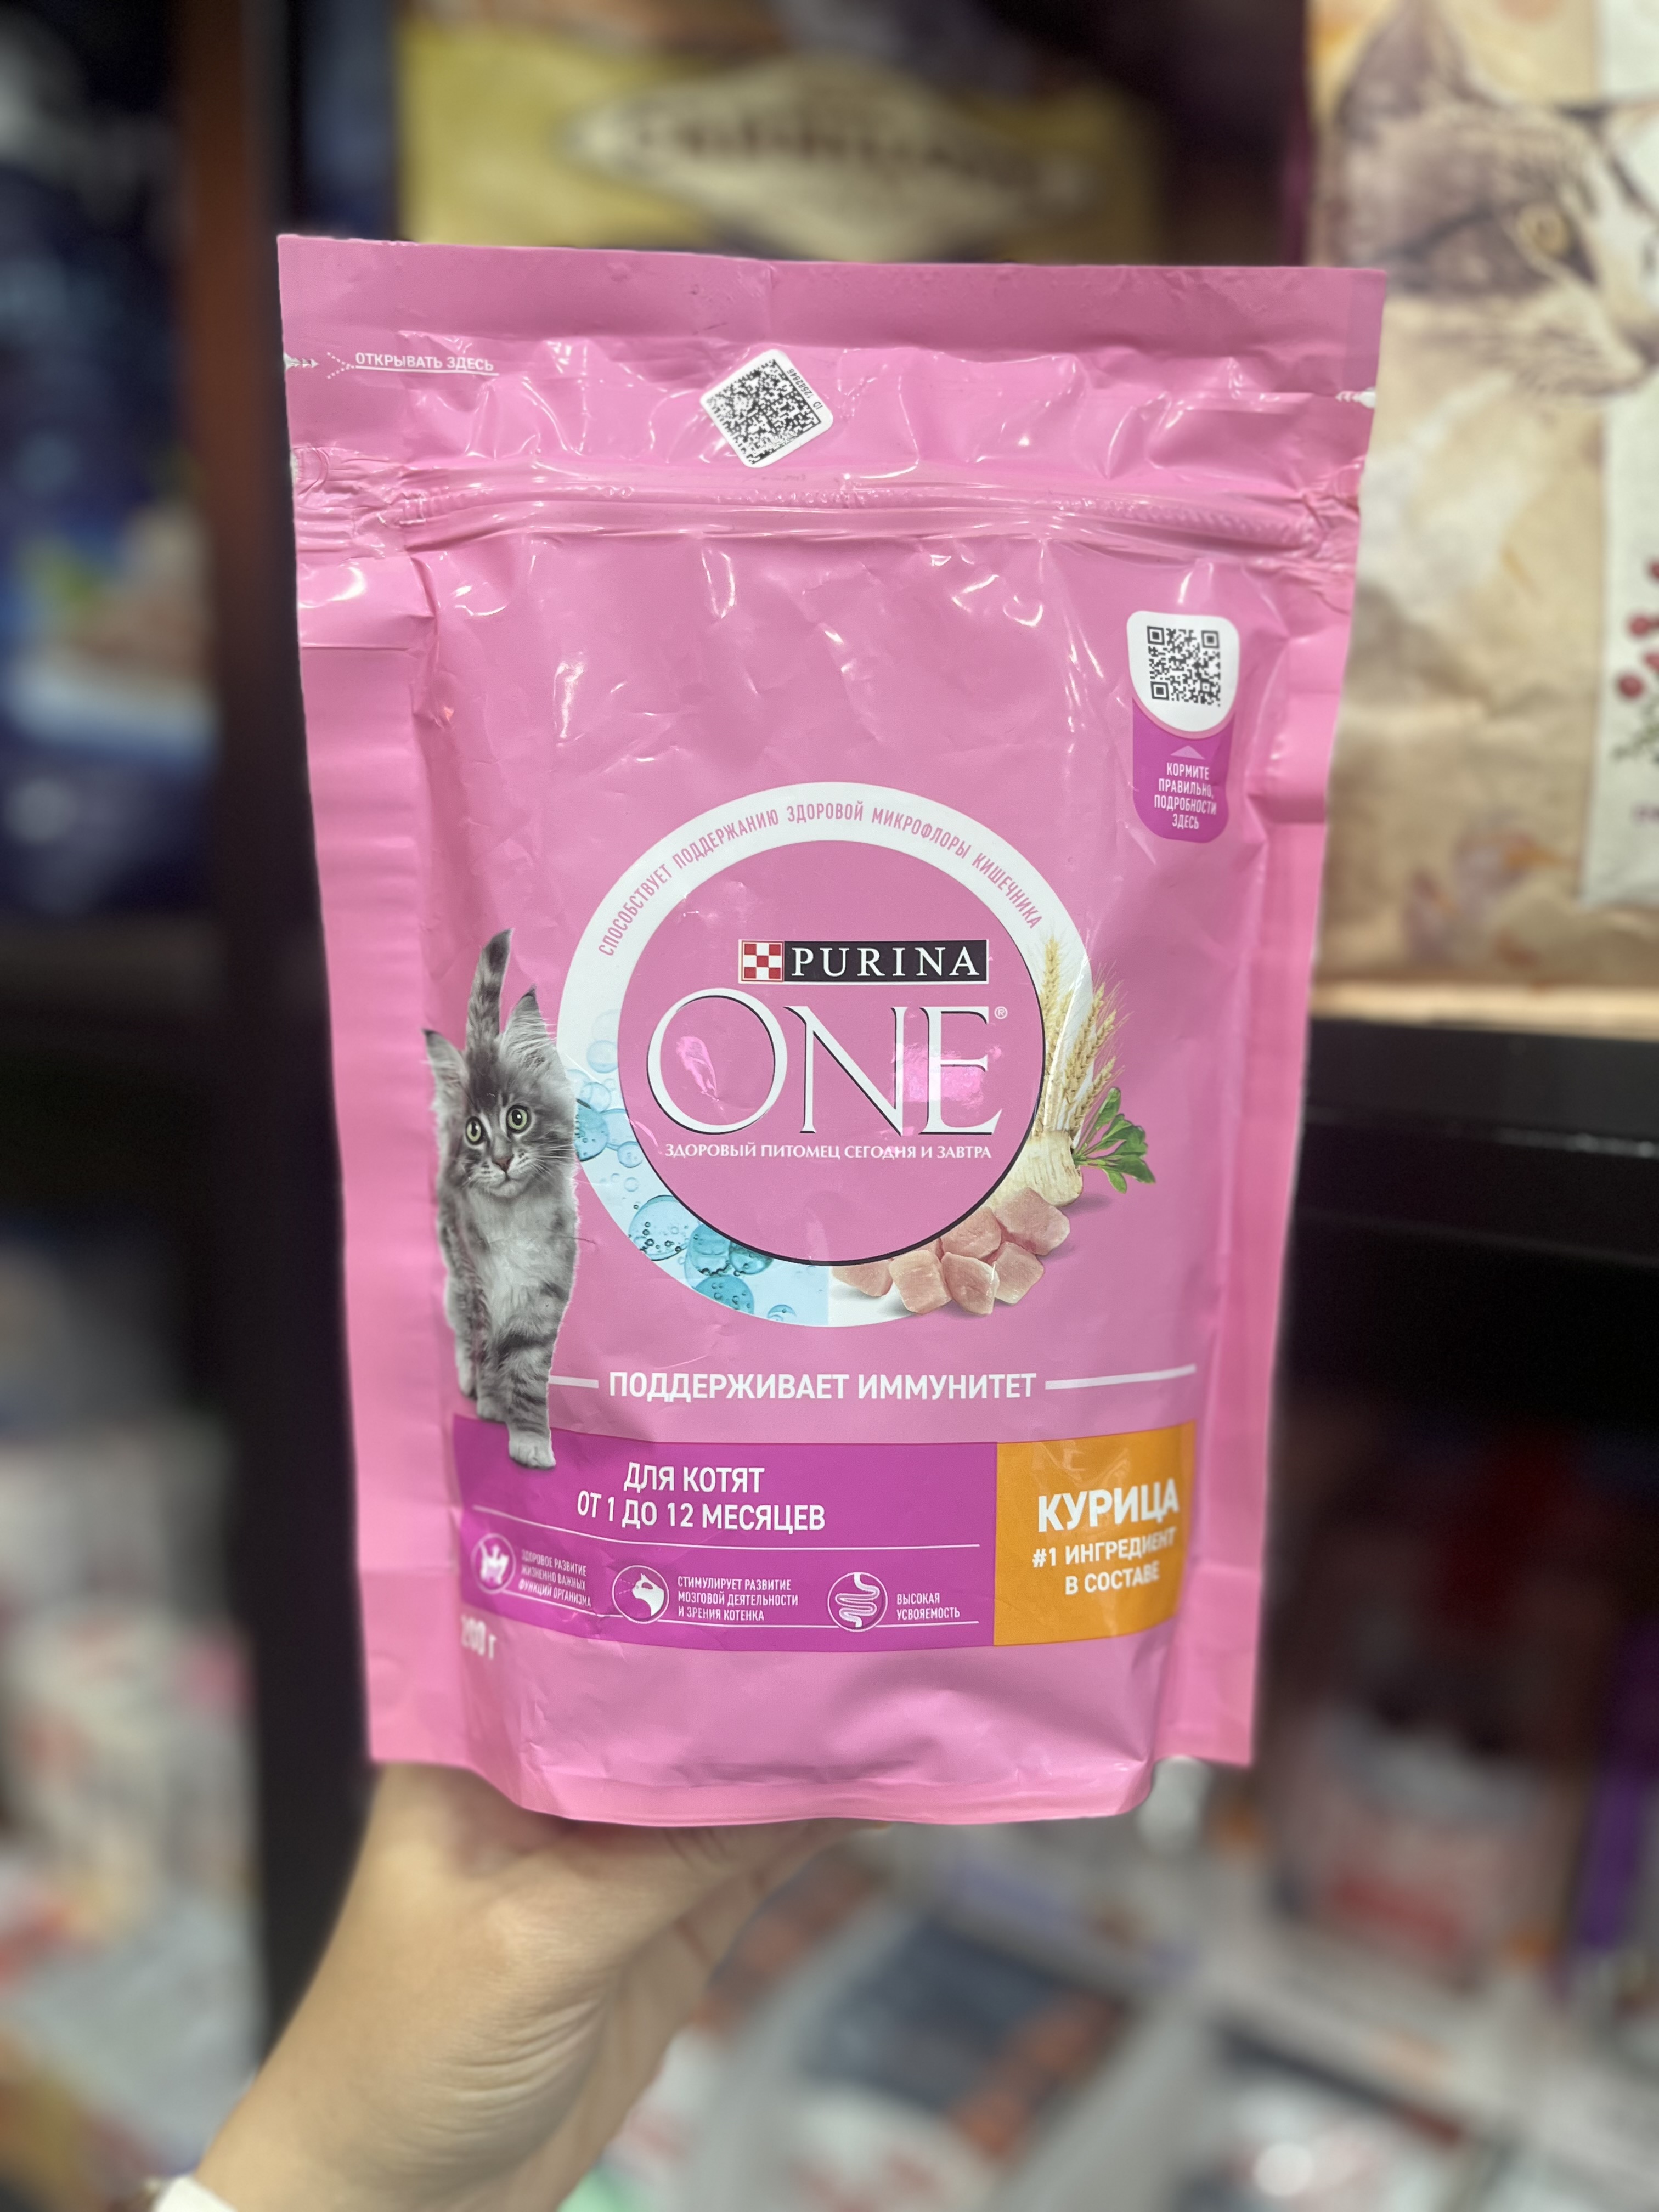 ОТКРЫВАТЬ ЗДЕСЬ
КОРМИТЕ
ПРАВИЛЬНО,
ПОДРОБНОСТИ
ЗДЕСЬ
СПОСОБСТВУЕТ ПОДДЕРЖАНИЮ ЗДОРОВОЙ МИКРОФЛОРЫ КИШЕЧНИКА
PURINA
ONE®
ЗДОРОВЫЙ ПИТОМЕЦ СЕГОДНЯ И ЗАВТРА
ПОДДЕРЖИВАЕТ ИММУНИТЕТ
ДЛЯ КОТЯТ
ОТ 1 ДО 12 МЕСЯЦЕВ
КУРИЦА
#1 ИНГРЕДИЕНТ
В СОСТАВЕ
ЗДОРОВОЕ РАЗВИТИЕ
ЖИЗНЕННО ВАЖНЫХ
ФУНКЦИЙ ОРГАНИЗМА
СТИМУЛИРУЕТ РАЗВИТИЕ
МОЗГОВОЙ ДЕЯТЕЛЬНОСТИ
И ЗРЕНИЯ КОТЕНКА
ВЫСОКАЯ
УСВОЯЕМОСТЬ
200 г